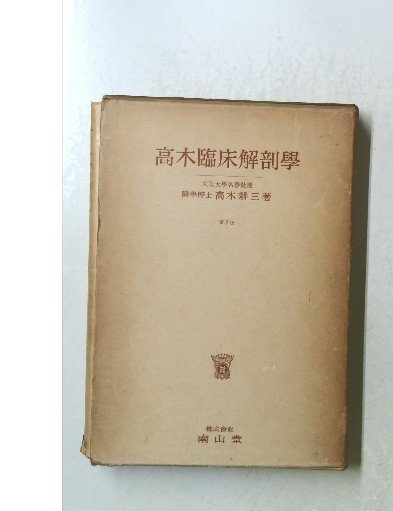 高木臨床解剖學
大阪大學名譽教授
醫學博士 高木耕三著
株式會社
南山堂